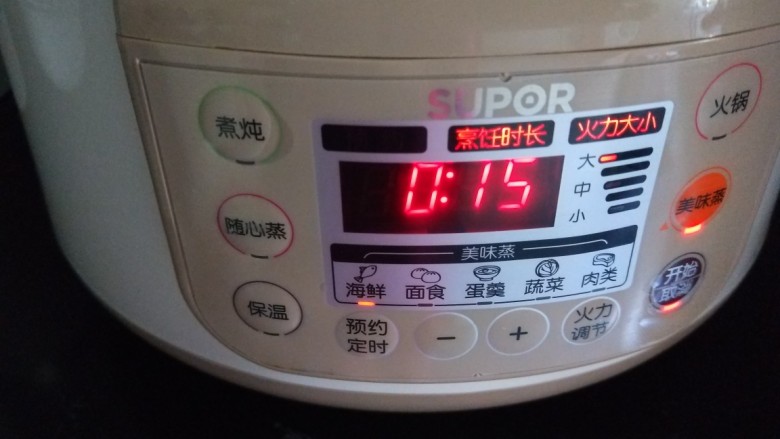 SUPOR
煮炖
烹饪时长
火力大小
火锅
0:15
大
中
小
随心蒸
美味蒸
美味蒸
海鲜
面食
蛋羹
蔬菜
肉类
保温
预约
定时
−
+
火力
调节
开始
取消